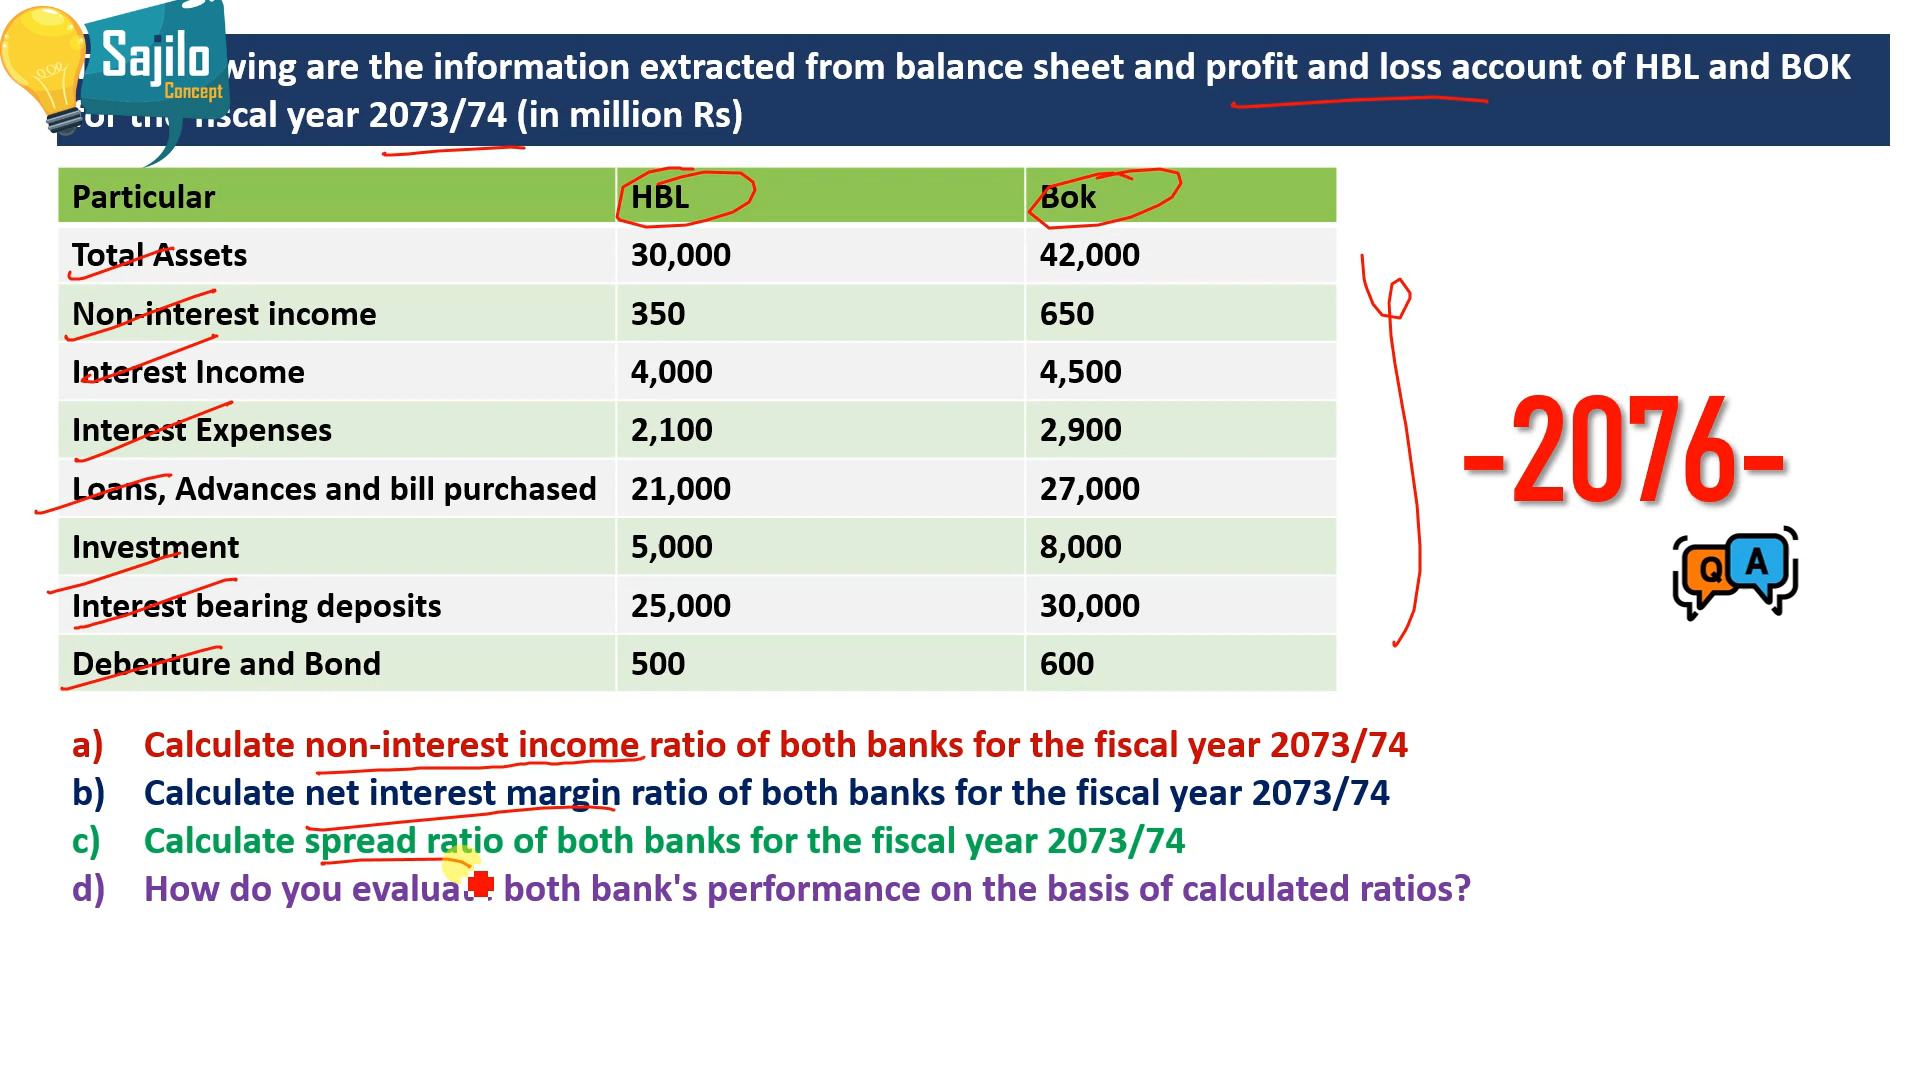 Sajilo
Concept
wing are the information extracted from balance sheet and profit and loss account of HBL and BOK
for the fiscal year 2073/74 (in million Rs)
Particular HBL Bok
Total Assets 30,000 42,000
Non-interest income 350 650
Interest Income 4,000 4,500
Interest Expenses 2,100 2,900
Loans, Advances and bill purchased 21,000 27,000
Investment 5,000 8,000
Interest bearing deposits 25,000 30,000
Debenture and Bond 500 600
-2076-
Q A
a) Calculate non-interest income ratio of both banks for the fiscal year 2073/74
b) Calculate net interest margin ratio of both banks for the fiscal year 2073/74
c) Calculate spread ratio of both banks for the fiscal year 2073/74
d) How do you evaluat both bank's performance on the basis of calculated ratios?